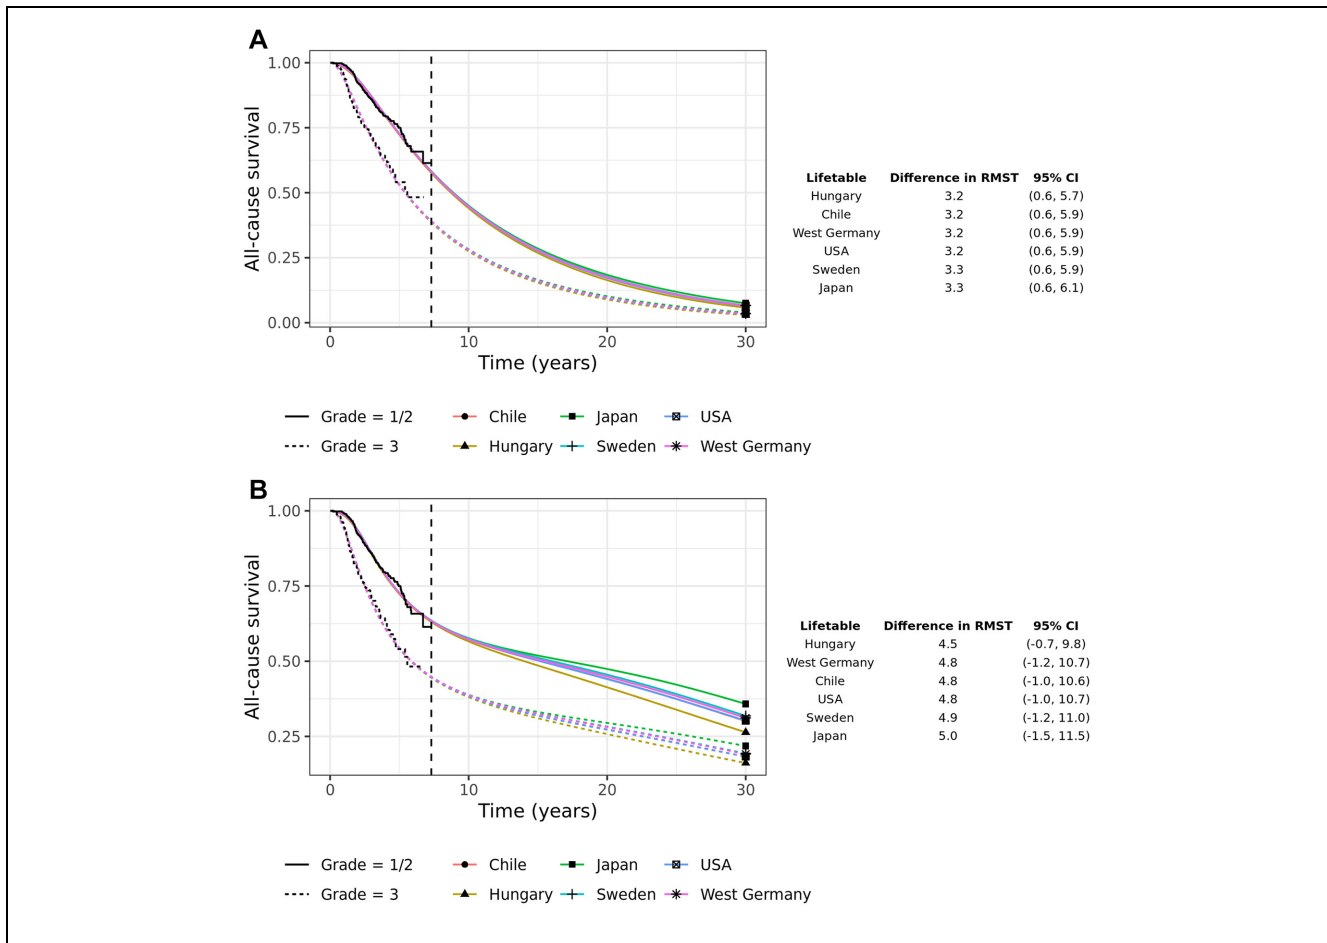 A
All-cause survival
1.00
0.75
0.50
0.25
0.00
0 10 20 30
Time (years)
Lifetable Difference in RMST 95% CI
Hungary 3.2 (0.6, 5.7)
Chile 3.2 (0.6, 5.9)
West Germany 3.2 (0.6, 5.9)
USA 3.2 (0.6, 5.9)
Sweden 3.3 (0.6, 5.9)
Japan 3.3 (0.6, 6.1)
Grade = 1/2 Chile Japan USA
Grade = 3 Hungary Sweden West Germany
B
All-cause survival
1.00
0.75
0.50
0.25
0 10 20 30
Time (years)
Lifetable Difference in RMST 95% CI
Hungary 4.5 (-0.7, 9.8)
West Germany 4.8 (-1.2, 10.7)
Chile 4.8 (-1.0, 10.6)
USA 4.8 (-1.0, 10.7)
Sweden 4.9 (-1.2, 11.0)
Japan 5.0 (-1.5, 11.5)
Grade = 1/2 Chile Japan USA
Grade = 3 Hungary Sweden West Germany